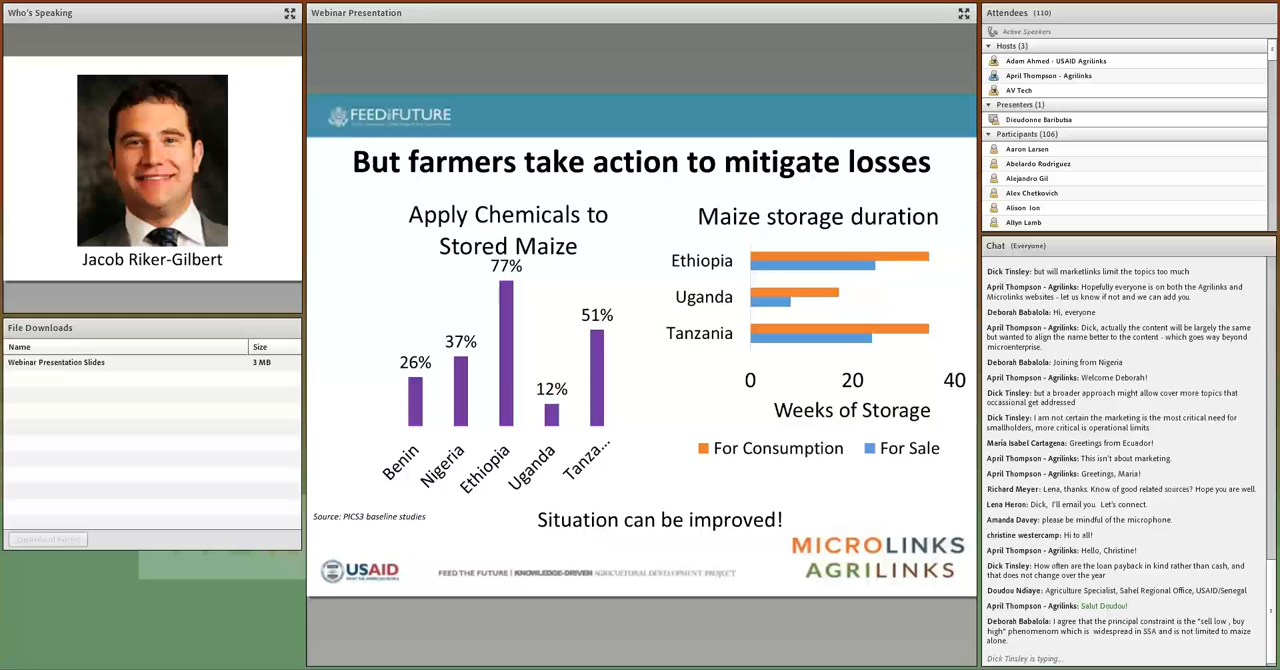 Who's Speaking
Jacob Riker-Gilbert
File Downloads
Name
Size
Webinar Presentation Slides
3 MB
Webinar Presentation
FEED THE FUTURE
But farmers take action to mitigate losses
Apply Chemicals to
Stored Maize
77%
51%
37%
26%
12%
Benin
Nigeria
Ethiopia
Uganda
Tanza...
Maize storage duration
Ethiopia
Uganda
Tanzania
0 20 40
Weeks of Storage
For Consumption
For Sale
Source: PICS3 baseline studies
Situation can be improved!
USAID
FEED THE FUTURE | KNOWLEDGE-DRIVEN AGRICULTURAL DEVELOPMENT PROJECT
MICROLINKS
AGRILINKS
Attendees (110)
Active Speakers
Hosts (3)
Adam Ahmed - USAID Agrilinks
April Thompson - Agrilinks
AV Tech
Presenters (1)
Dieudonne Baributsa
Participants (106)
Aaron Larsen
Abelardo Rodriguez
Alejandro Gil
Alex Chetkovich
Alison Ion
Allyn Lamb
Chat (Everyone)
Dick Tinsley: but will marketlinks limit the topics too much
April Thompson - Agrilinks: Hopefully everyone is on both the Agrilinks and
Microlinks websites - let us know if not and we can add you.
Deborah Babalola: Hi, everyone
April Thompson - Agrilinks: Dick, actually the content will be largely the same
but wanted to align the name better to the content - which goes way beyond
microenterprise.
Deborah Babalola: Joining from Nigeria
April Thompson - Agrilinks: Welcome Deborah!
Dick Tinsley: but a broader approach might allow cover more topics that
occassional get addressed
Dick Tinsley: I am not certain the marketing is the most critical need for
smallholders, more critical is operational limits
María Isabel Cartagena: Greetings from Ecuador!
April Thompson - Agrilinks: This isn't about marketing.
April Thompson - Agrilinks: Greetings, Maria!
Richard Meyer: Lena, thanks. Know of good related sources? Hope you are well.
Lena Heron: Dick, I'll email you. Let's connect.
Amanda Davey: please be mindful of the microphone.
christine westercamp: Hi to all!
April Thompson - Agrilinks: Hello, Christine!
Dick Tinsley: How often are the loan payback in kind rather than cash, and
that does not change over the year
Doudou Ndiaye: Agriculture Specialist, Sahel Regional Office, USAID/Senegal
April Thompson - Agrilinks: Salut Doudou!
Deborah Babalola: I agree that the principal constraint is the "sell low , buy
high" phenomenom which is widespread in SSA and is not limited to maize
alone.
Dick Tinsley is typing...